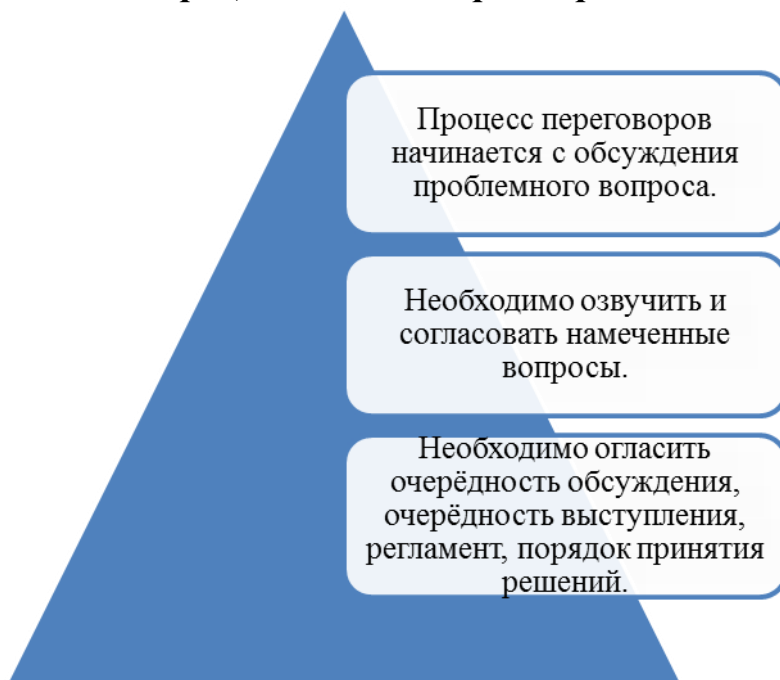 Процесс переговоров
начинается с обсуждения
проблемного вопроса.
Необходимо озвучить и
согласовать намеченные
вопросы.
Необходимо огласить
очерёдность обсуждения,
очерёдность выступления,
регламент, порядок принятия
решений.